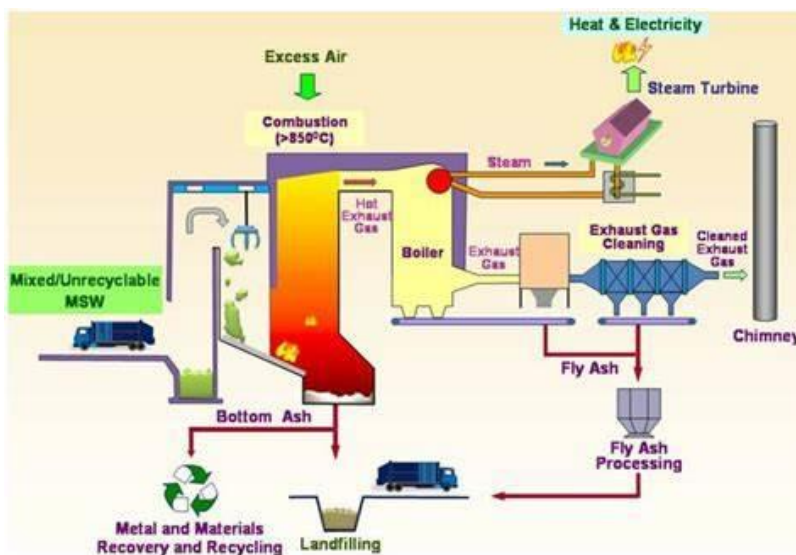 Heat & Electricity
Excess Air
Steam Turbine
Combustion
(>850⁰C)
Steam
Hot
Exhaust
Gas
Boiler
Exhaust
Gas
Exhaust Gas
Cleaning
Cleaned
Exhaust
Gas
Mixed/Unrecyclable
MSW
Chimney
Fly Ash
Bottom Ash
Fly Ash
Processing
Metal and Materials
Recovery and Recycling
Landfilling